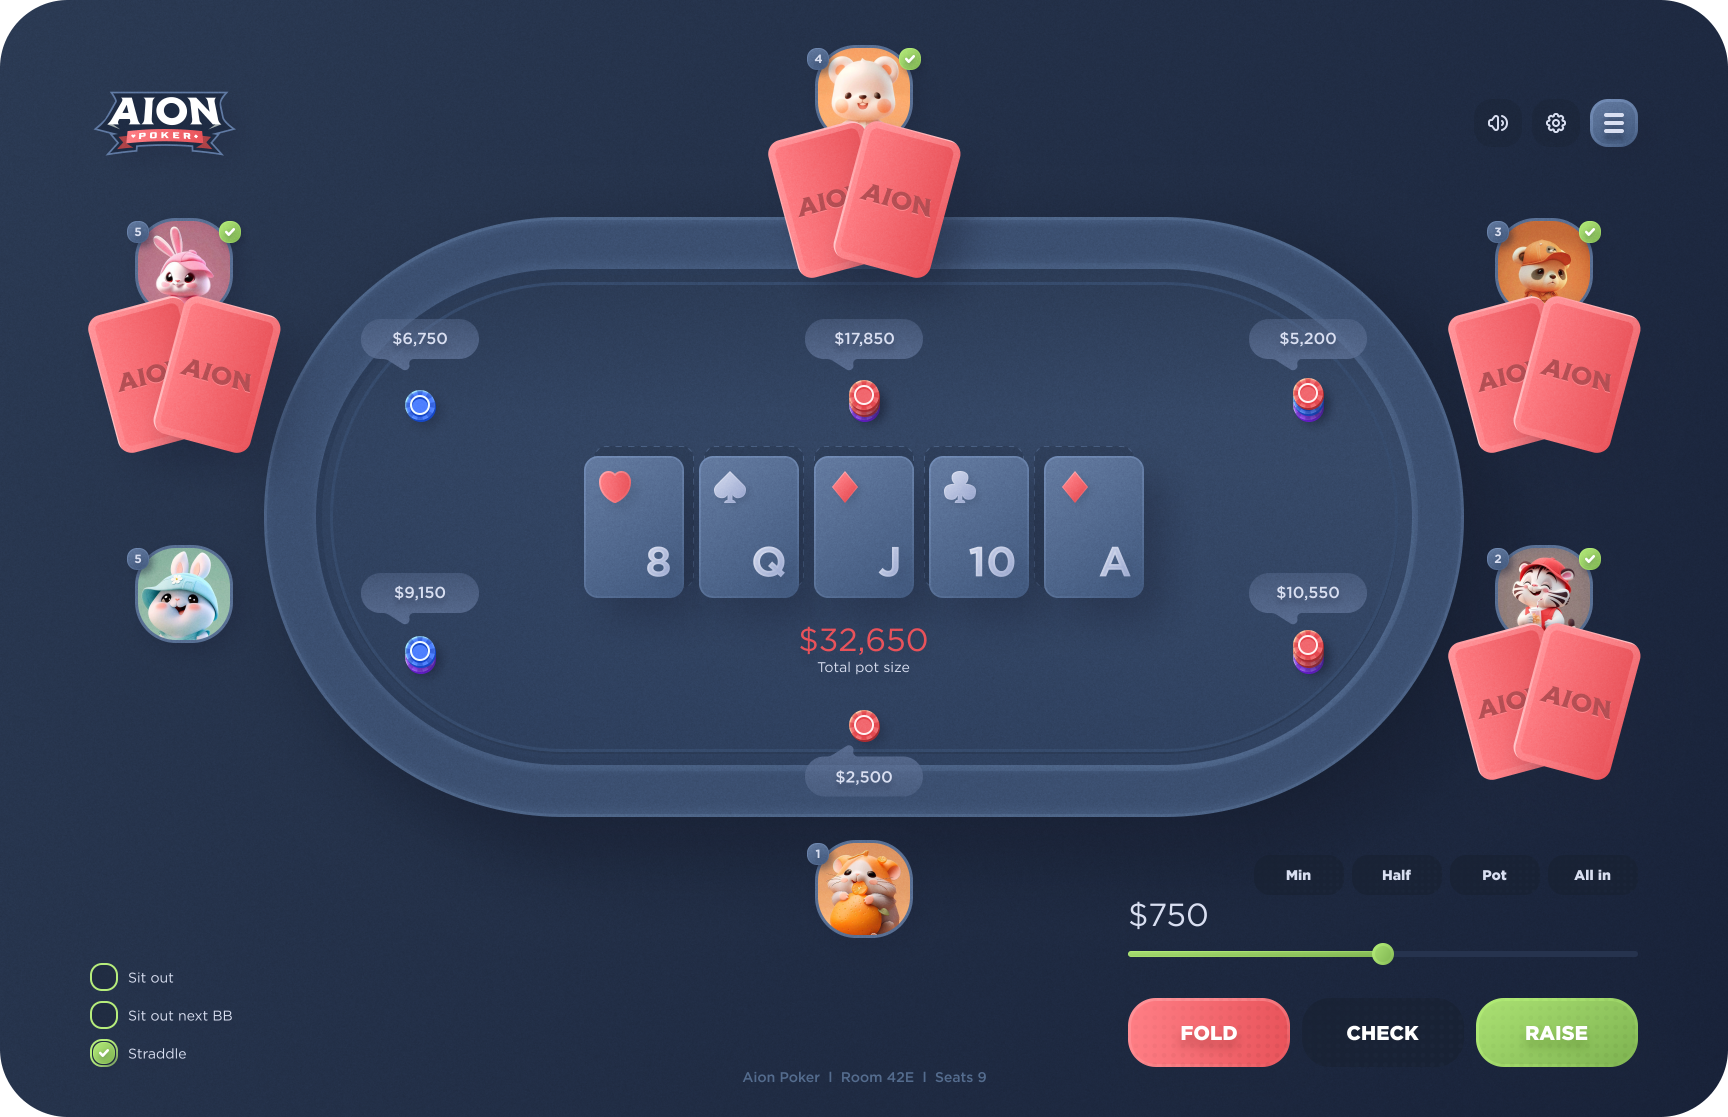 4
AION
POKER
AIO
AION
5
3
$6,750
$17,850
$5,200
AIO
AION
AIO
AION
8
Q
J
10
A
5
2
$9,150
$10,550
$32,650
Total pot size
AIO
AION
$2,500
1
Min
Half
Pot
All in
$750
Sit out
Sit out next BB
Straddle
FOLD
CHECK
RAISE
Aion Poker | Room 42E | Seats 9